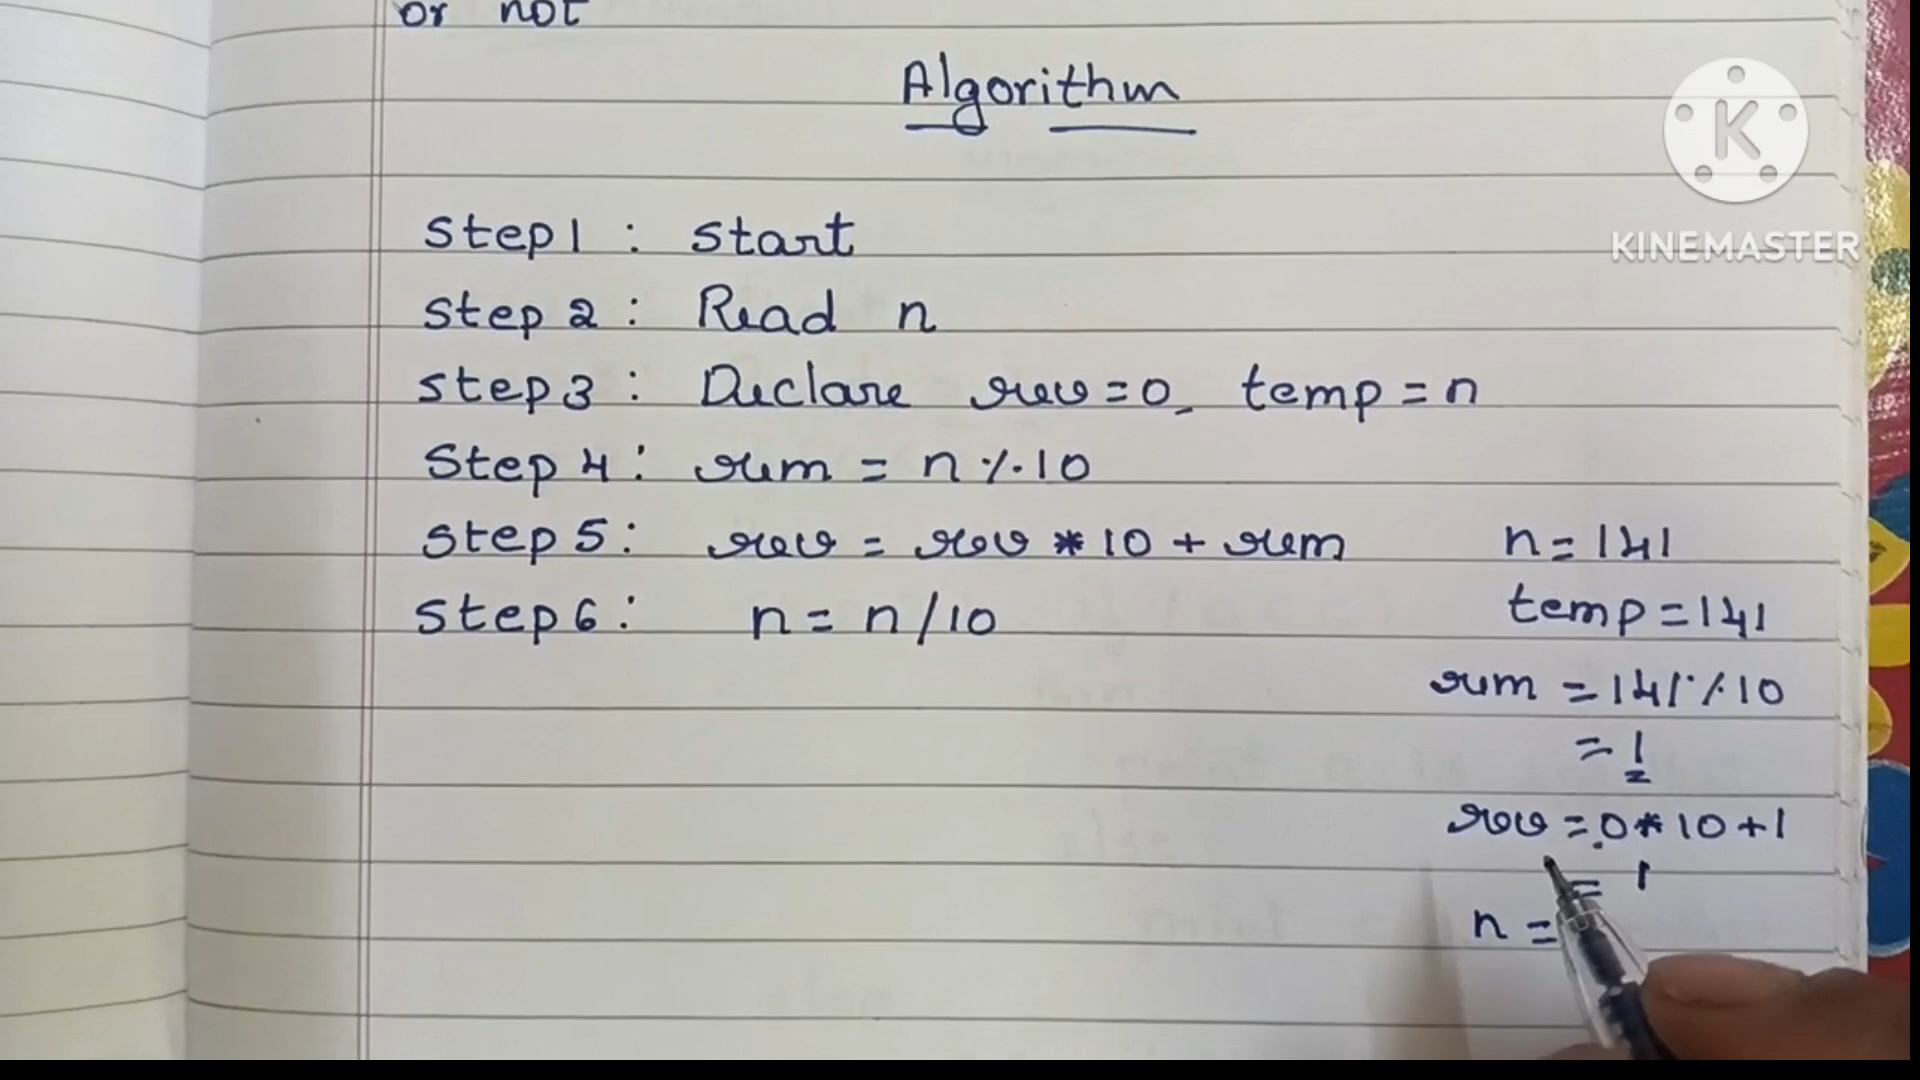 or not
Algorithm
K
KINEMASTER
Step1 : Start
Step 2 : Read n
Step3 : Declare rev=0, temp=n
Step 4 : rem = n%10
Step 5 : rev = rev * 10 + rem
Step6 : n = n/10
n=141
temp=141
rem = 141%10
= 1
rev = 0*10+1
= 1
n =